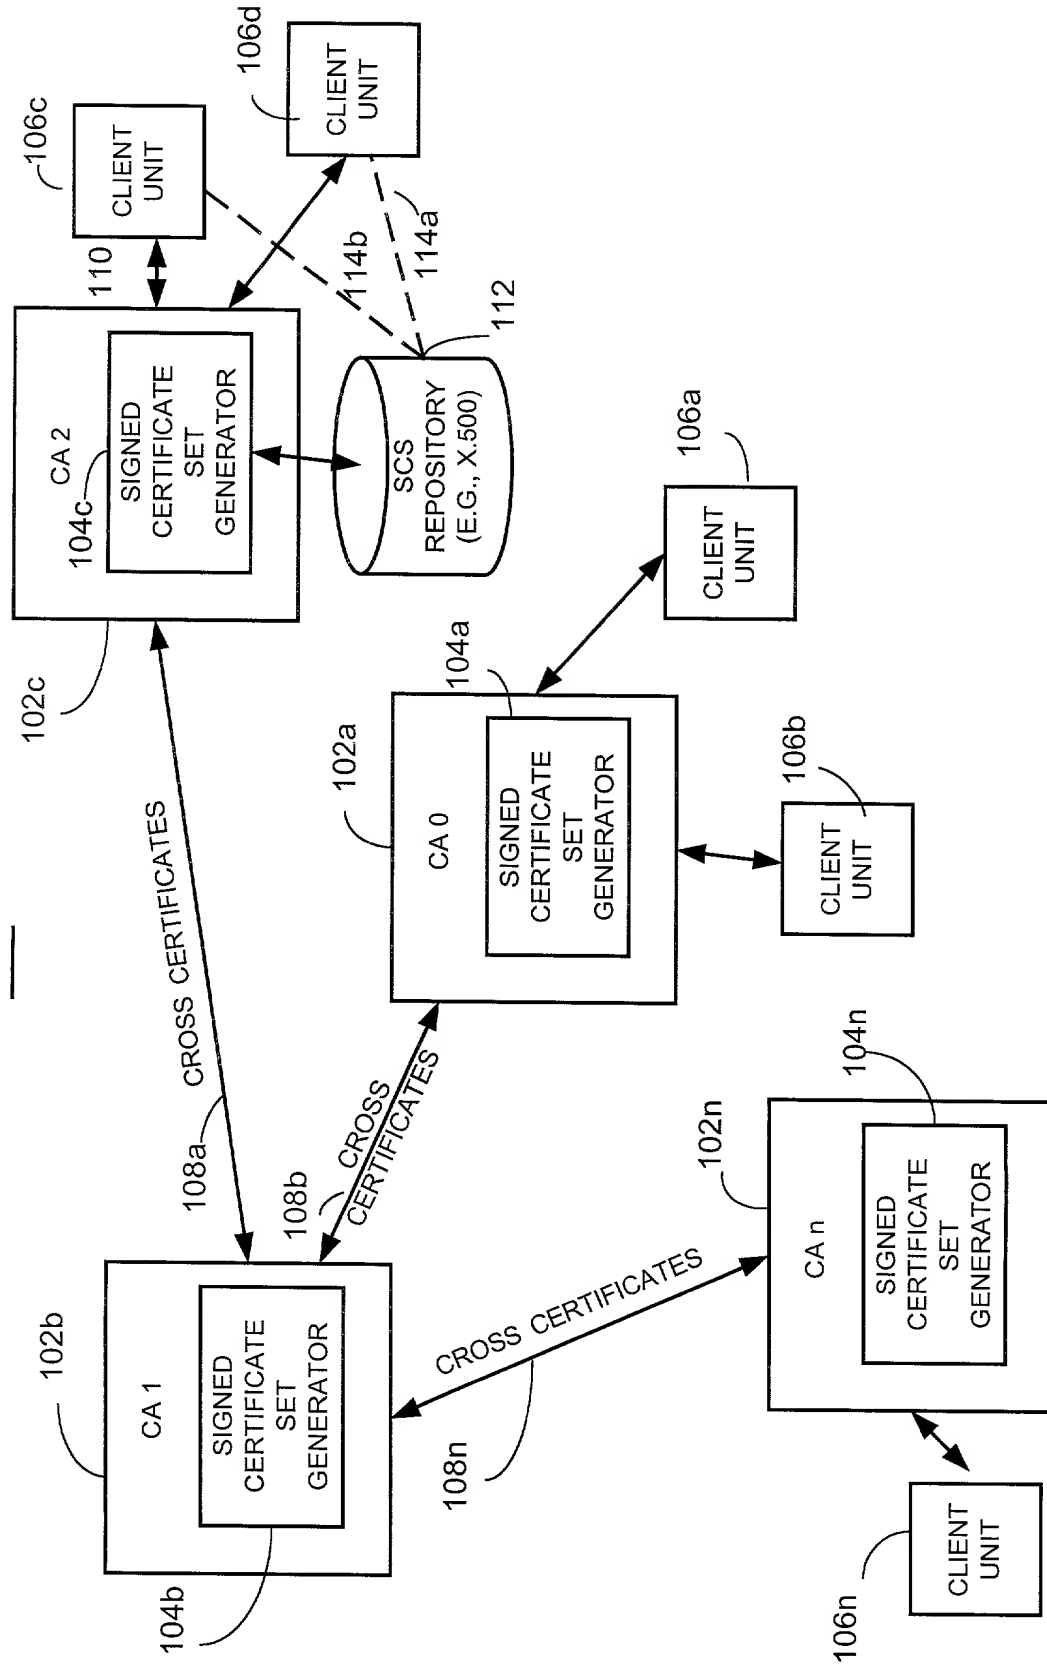 102b
CA 1
SIGNED
CERTIFICATE
SET
GENERATOR
104b
108a
CROSS CERTIFICATES
108b
CROSS
CERTIFICATES
108n
CROSS CERTIFICATES
102c
CA 2
104c
SIGNED
CERTIFICATE
SET
GENERATOR
110
106c
CLIENT
UNIT
106d
CLIENT
UNIT
114b
114a
112
SCS
REPOSITORY
(E.G., X.500)
102a
CA 0
104a
SIGNED
CERTIFICATE
SET
GENERATOR
106a
CLIENT
UNIT
106b
CLIENT
UNIT
102n
CA n
104n
SIGNED
CERTIFICATE
SET
GENERATOR
106n
CLIENT
UNIT